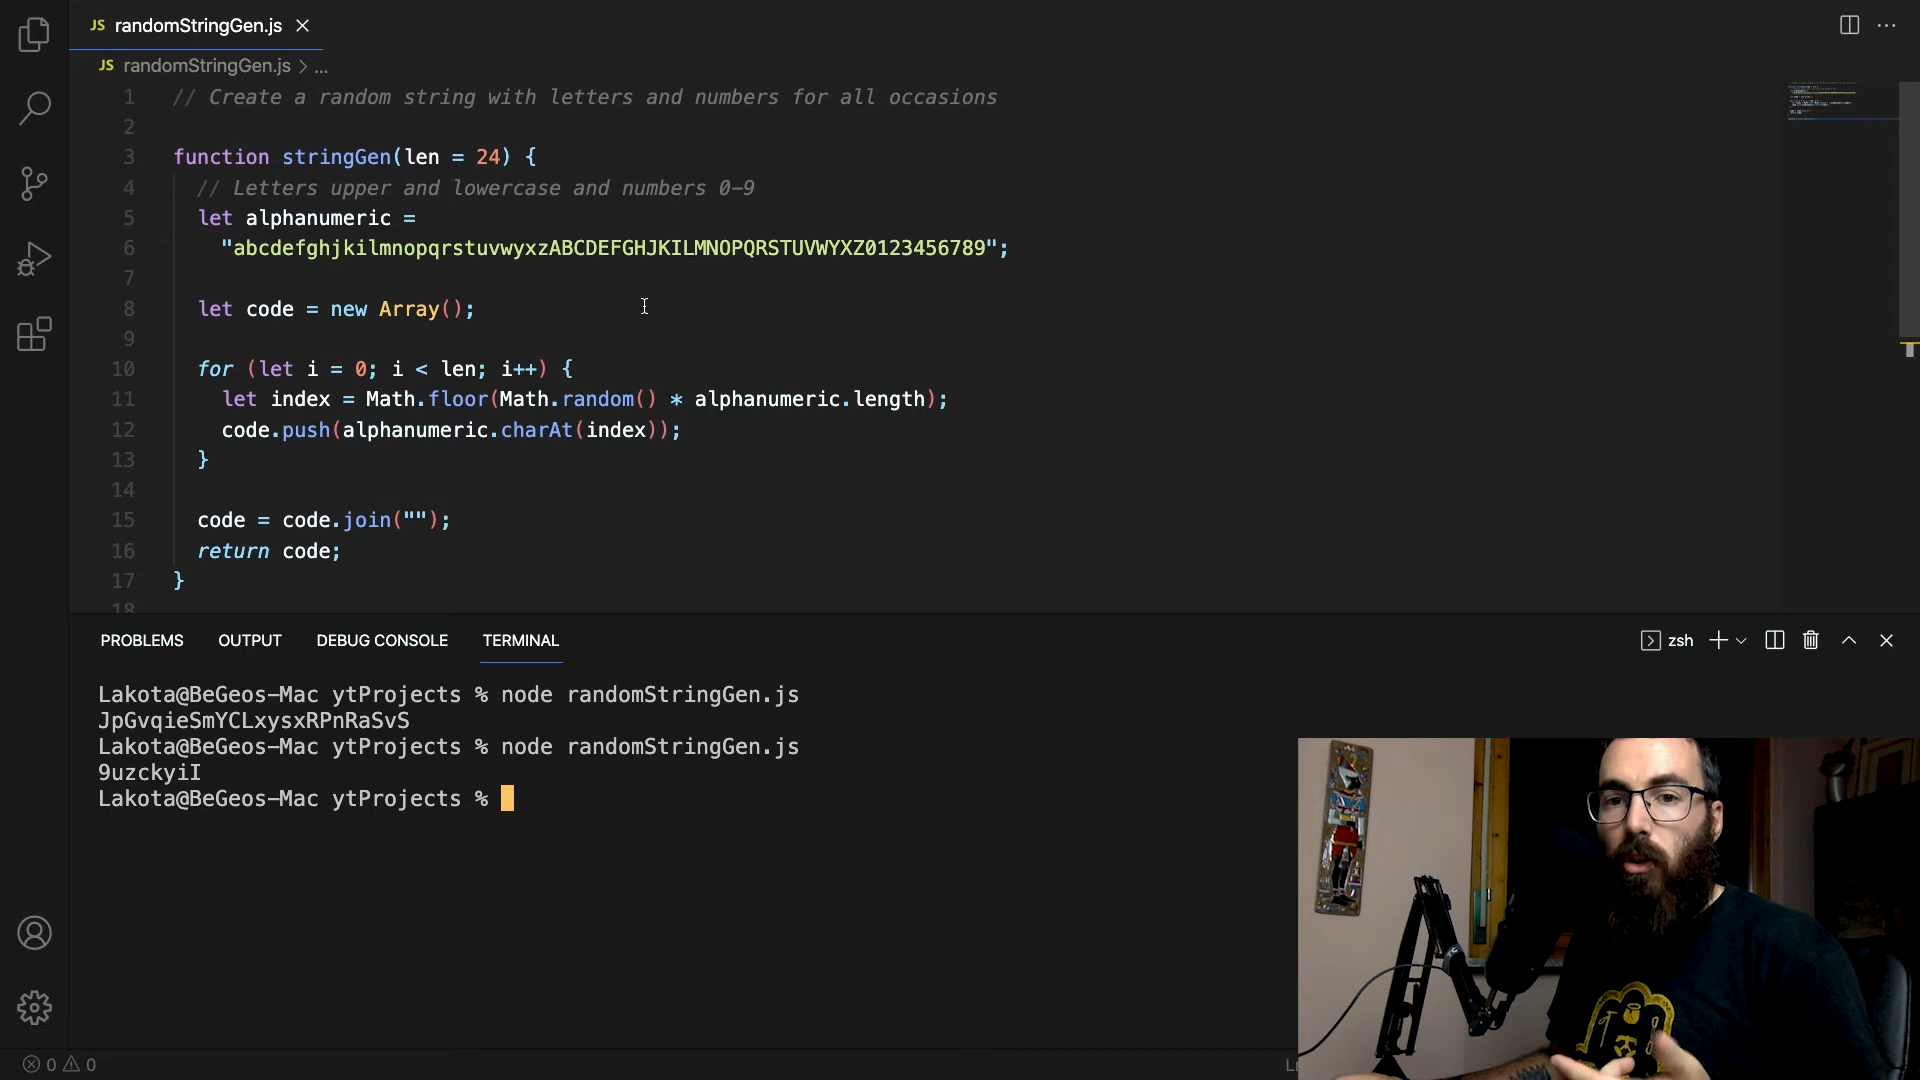 JS randomStringGen.js
JS randomStringGen.js > ...
1 // Create a random string with letters and numbers for all occasions
2
3 function stringGen(len = 24) {
4 // Letters upper and lowercase and numbers 0-9
5 let alphanumeric =
6 "abcdefghjkilmnopqrstuvwyxzABCDEFGHJKILMNOPQRSTUVWYXZ0123456789";
7
8 let code = new Array();
9
10 for (let i = 0; i < len; i++) {
11 let index = Math.floor(Math.random() * alphanumeric.length);
12 code.push(alphanumeric.charAt(index));
13 }
14
15 code = code.join("");
16 return code;
17 }
18
PROBLEMS OUTPUT DEBUG CONSOLE TERMINAL zsh
Lakota@BeGeos-Mac ytProjects % node randomStringGen.js
JpGvqieSmYCLxysxRPnRaSvS
Lakota@BeGeos-Mac ytProjects % node randomStringGen.js
9uzckyiI
Lakota@BeGeos-Mac ytProjects %
0 0